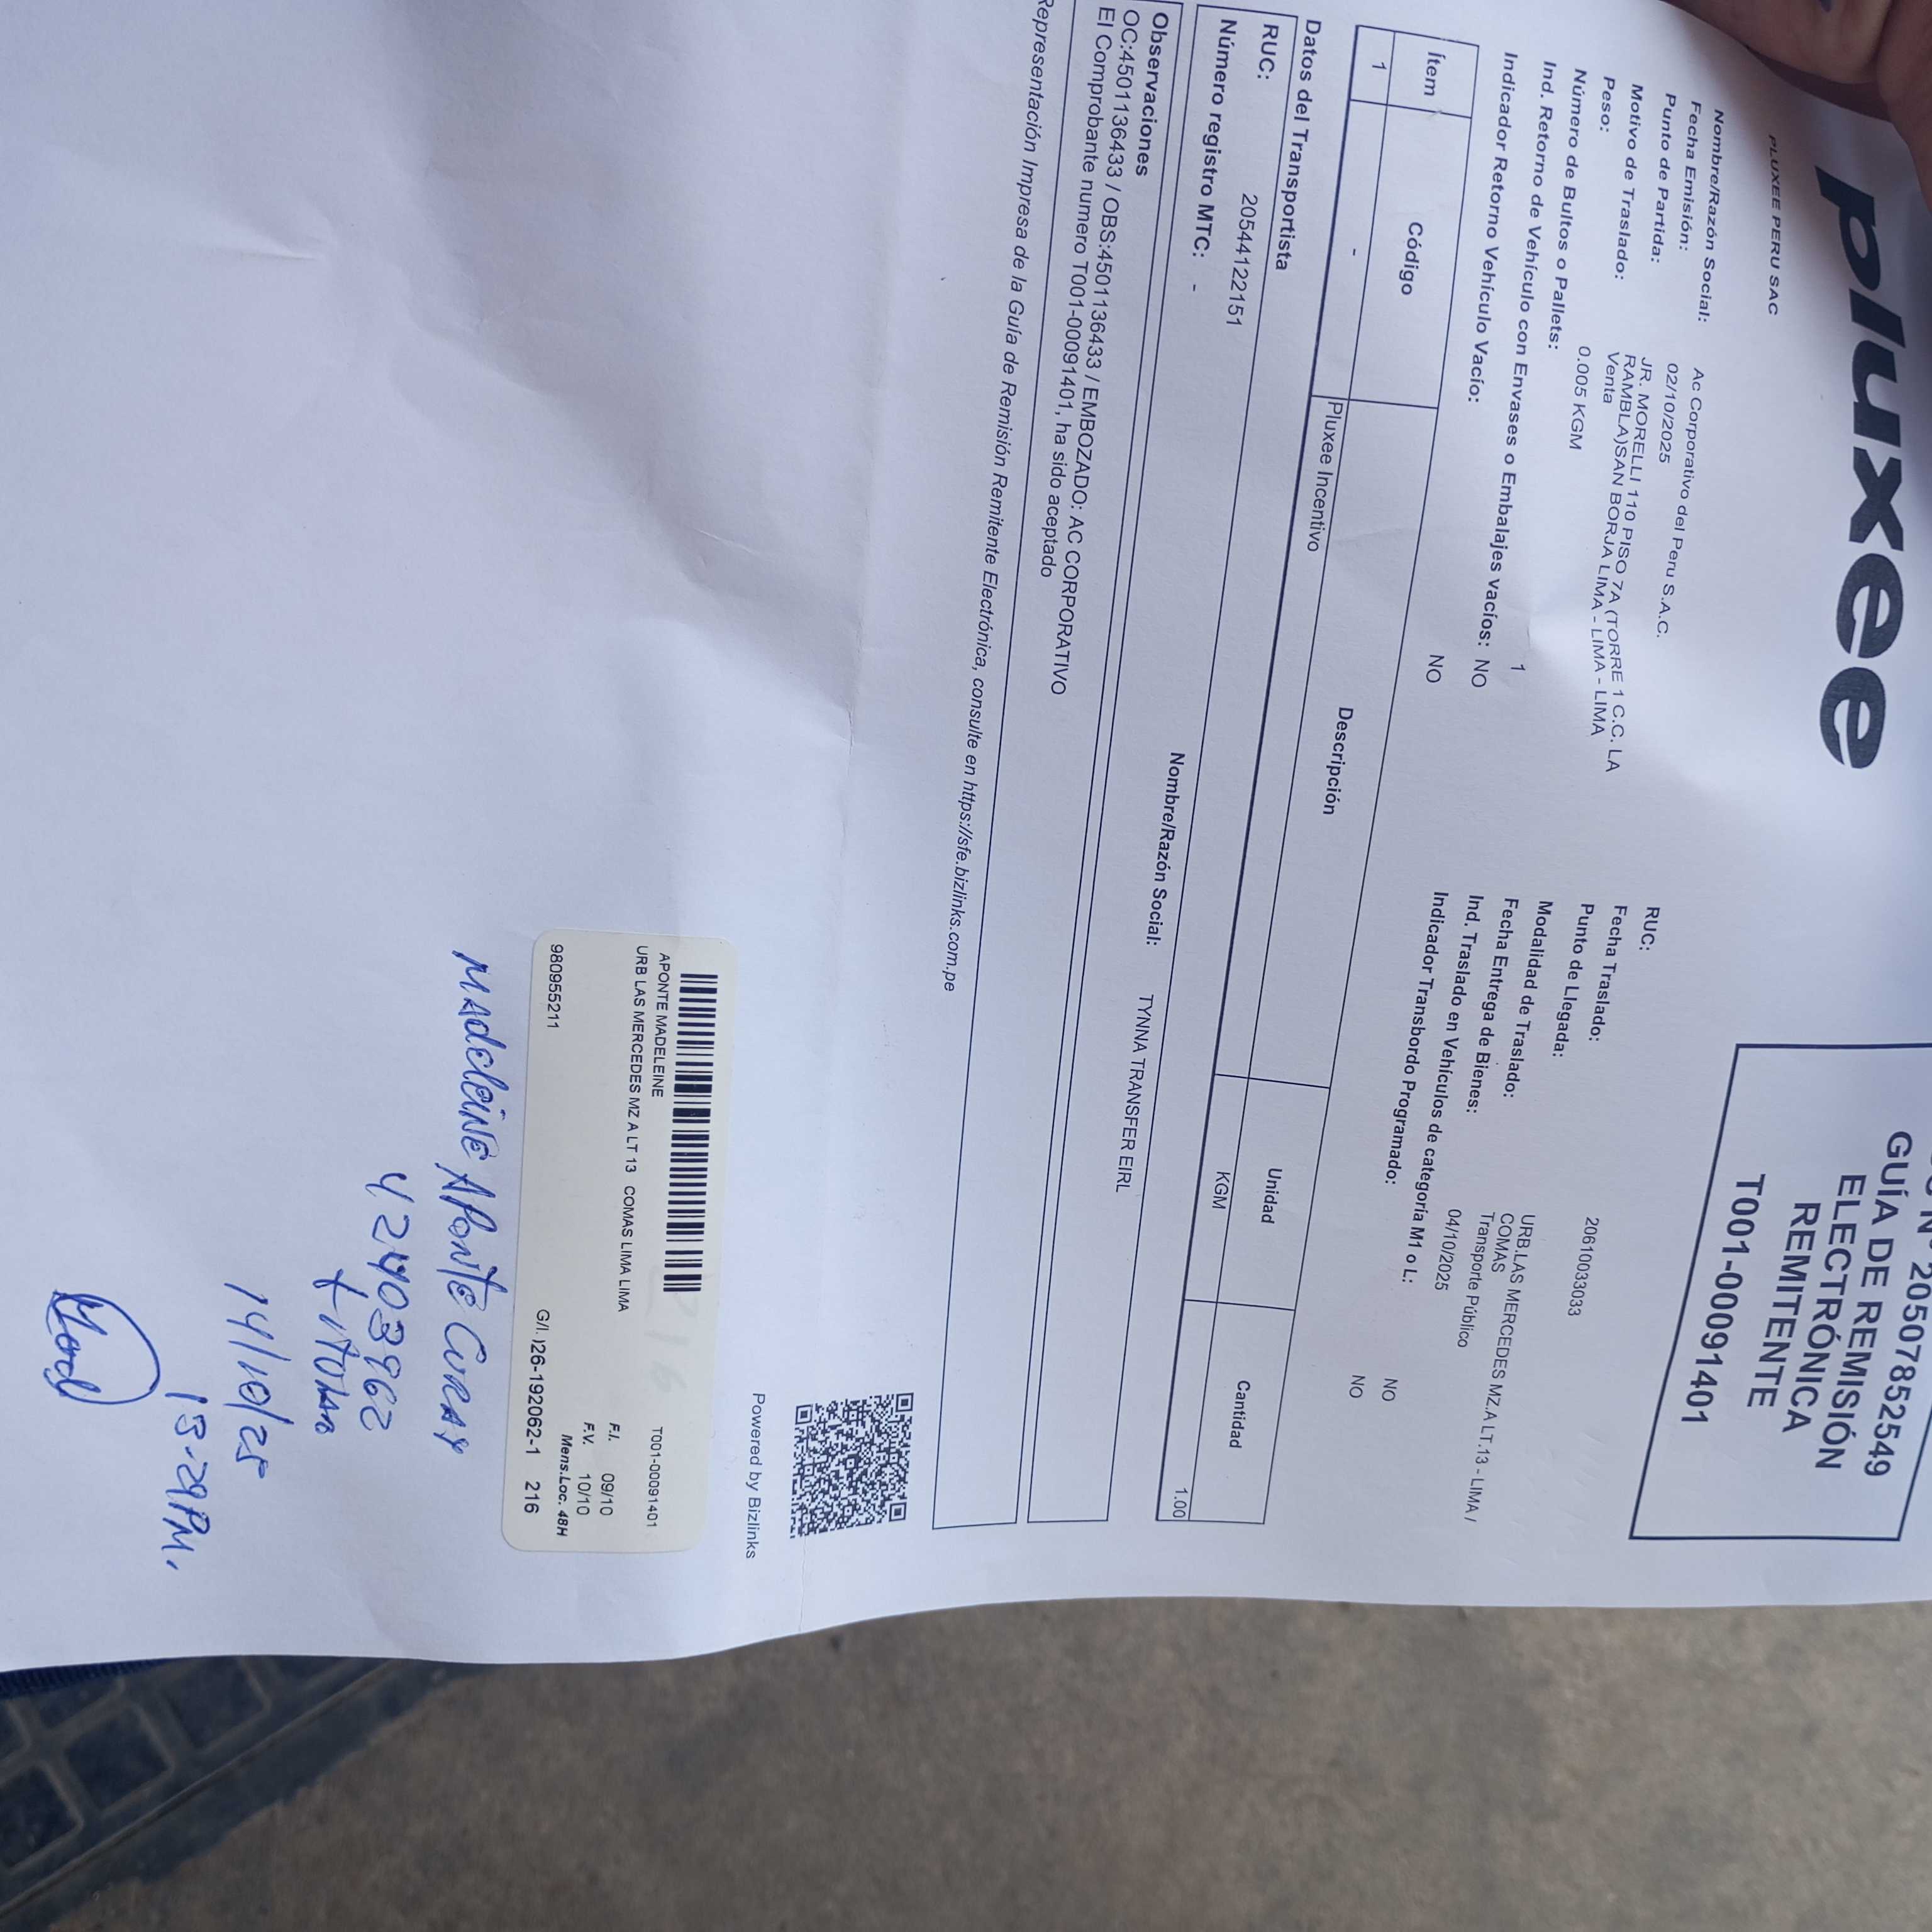 pluxee
N° 20507852549
GUÍA DE REMISIÓN
ELECTRÓNICA
REMITENTE
T001-00091401
PLUXEE PERU SAC
Nombre/Razón Social: Ac Corporativo del Peru S.A.C.
RUC: 20610033033
Fecha Emisión: 02/10/2025
Fecha Traslado:
Punto de Partida: JR. MORELLI 110 PISO 7A (TORRE 1 C.C. LA
RAMBLA)SAN BORJA LIMA - LIMA - LIMA
Punto de Llegada: URB.LAS MERCEDES MZ.A LT.13 - LIMA /
COMAS
Motivo de Traslado: Venta
Modalidad de Traslado: Transporte Público
Peso: 0.005 KGM
Fecha Entrega de Bienes: 04/10/2025
Número de Bultos o Pallets: 1
Ind. Traslado en Vehículos de categoría M1 o L: NO
Ind. Retorno de Vehículo con Envases o Embalajes vacíos: NO
Indicador Transbordo Programado: NO
Indicador Retorno Vehículo Vacío: NO
Ítem Código Descripción Unidad Cantidad
1 - Pluxee Incentivo KGM 1.00
Datos del Transportista
RUC: 20544122151 Nombre/Razón Social: TYNNA TRANSFER EIRL
Número registro MTC: -
Observaciones
OC:4501136433 / OBS:4501136433 / EMBOZADO: AC CORPORATIVO
El Comprobante numero T001-00091401, ha sido aceptado
Representación Impresa de la Guía de Remisión Remitente Electrónica, consulte en https://sfe.bizlinks.com.pe
Powered by Bizlinks
APONTE MADELEINE T001-00091401
URB LAS MERCEDES MZ A LT 13 COMAS LIMA LIMA
F.I. 09/10
F.V. 10/10
Mens.Loc. 48H
980955211 G/I. )26-192062-1 216
Madeleine Aponte Curay
42403962
titular
14/10/25
13-29PM.